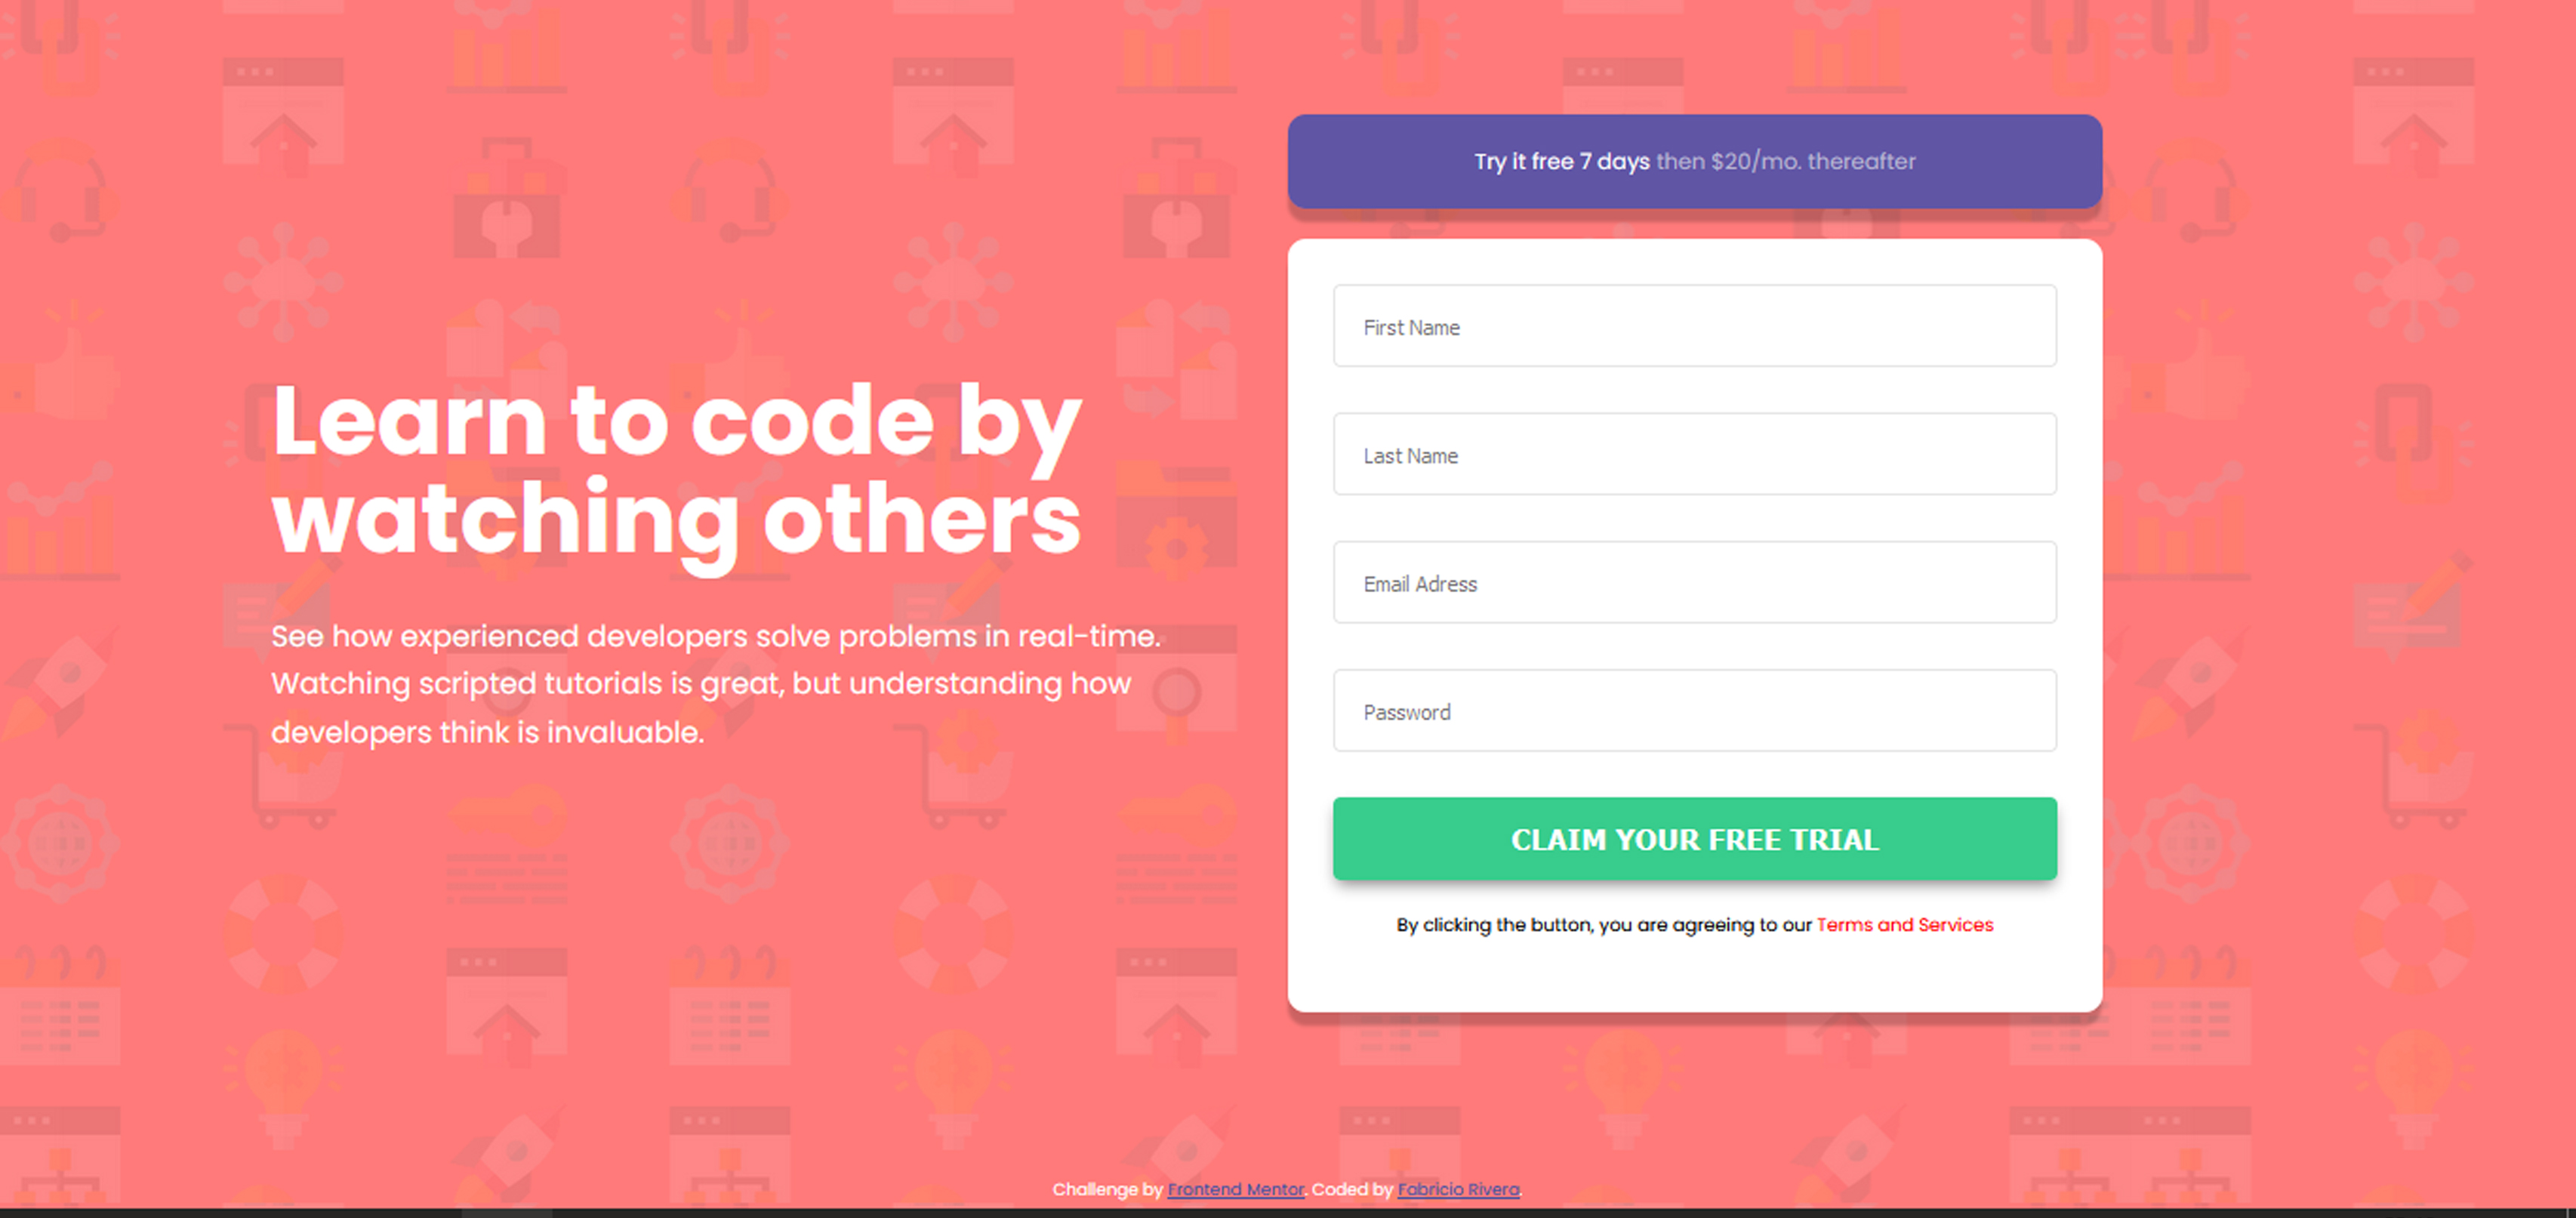 Learn to code by
watching others
See how experienced developers solve problems in real-time.
Watching scripted tutorials is great, but understanding how
developers think is invaluable.
Try it free 7 days then $20/mo. thereafter
First Name
Last Name
Email Adress
Password
CLAIM YOUR FREE TRIAL
By clicking the button, you are agreeing to our Terms and Services
Challenge by Frontend Mentor. Coded by Fabricio Rivera.